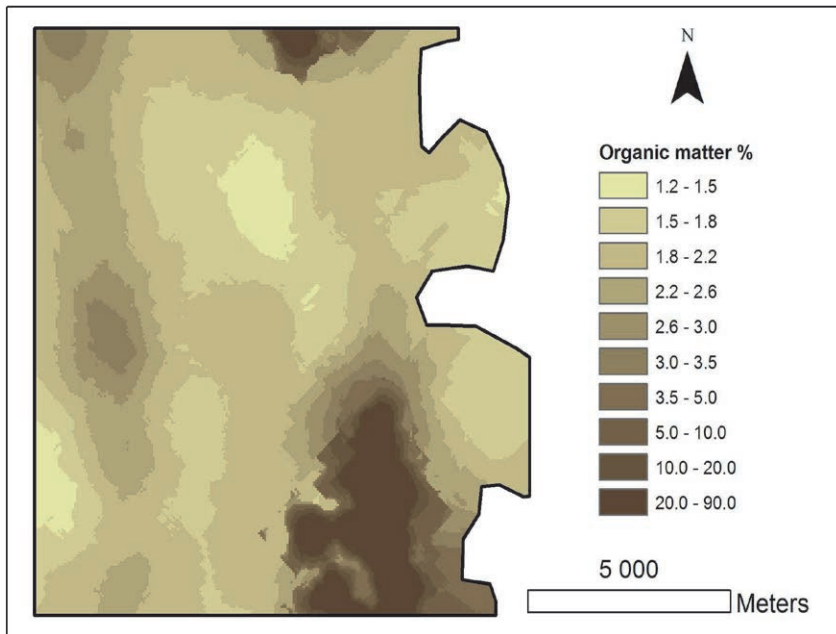 N
Organic matter %
1.2 - 1.5
1.5 - 1.8
1.8 - 2.2
2.2 - 2.6
2.6 - 3.0
3.0 - 3.5
3.5 - 5.0
5.0 - 10.0
10.0 - 20.0
20.0 - 90.0
5 000
Meters